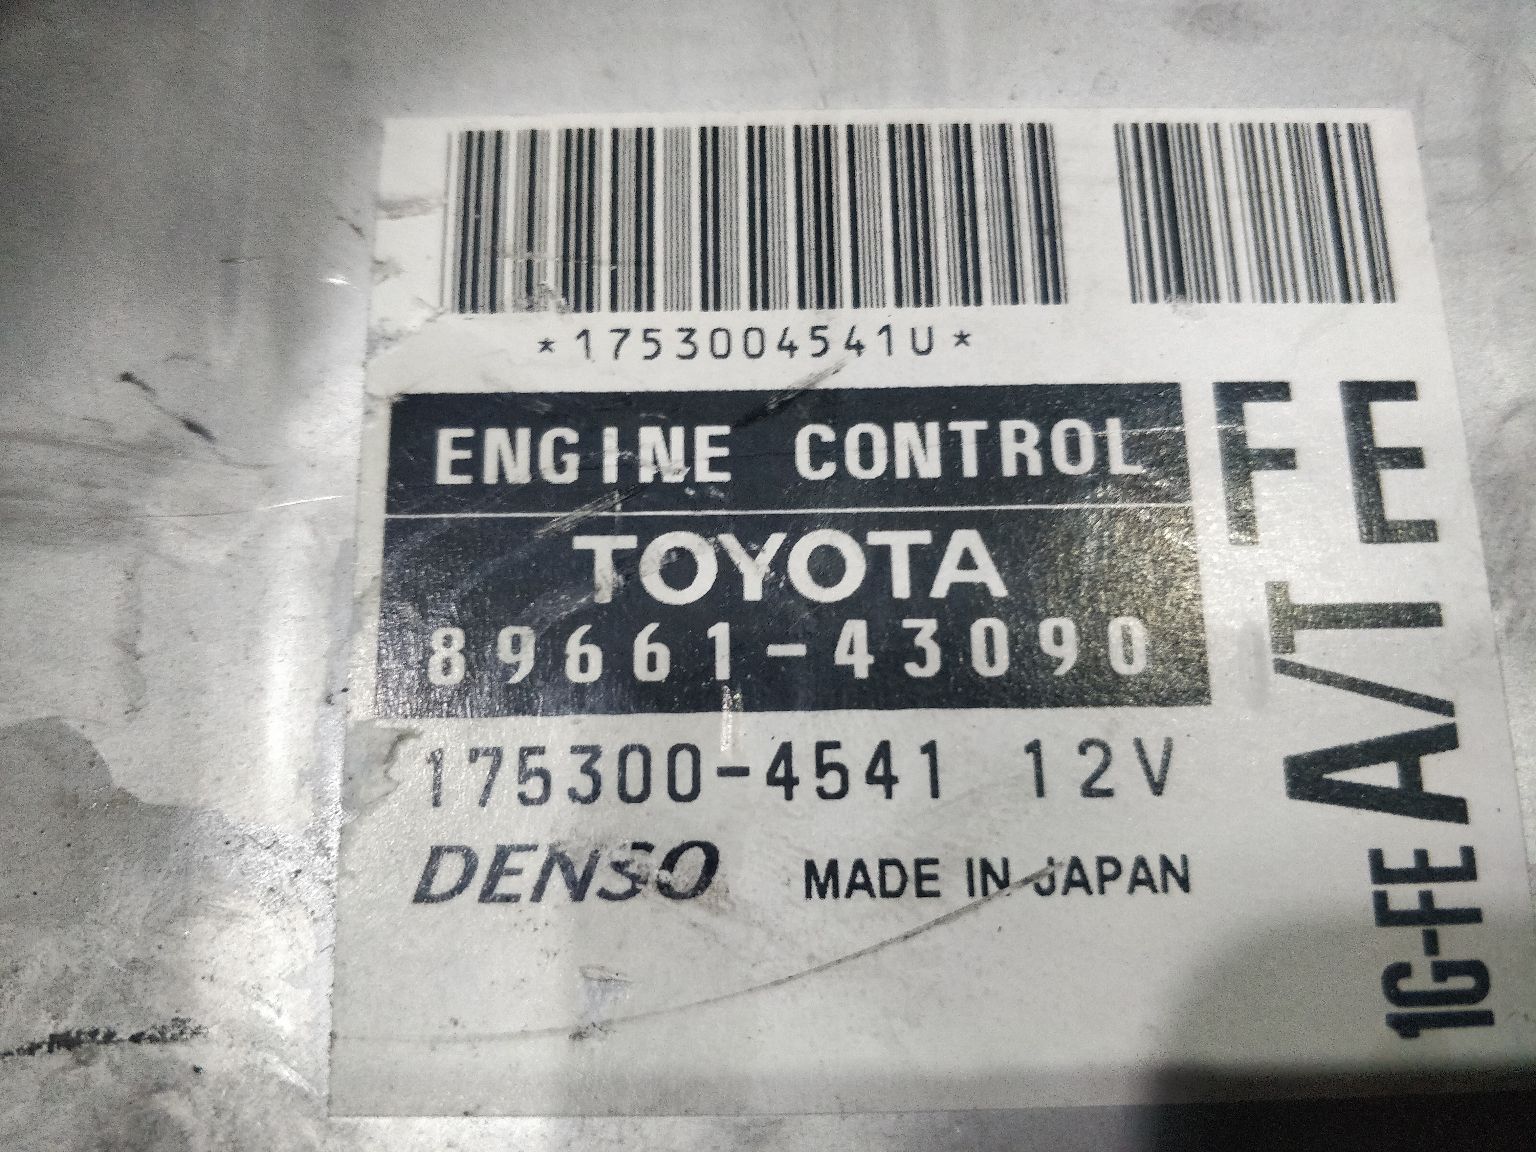 *1753004541U*
ENGINE CONTROL
TOYOTA
89661-43090
175300-4541 12V
DENSO MADE IN JAPAN
FE
1G-FE A/T E